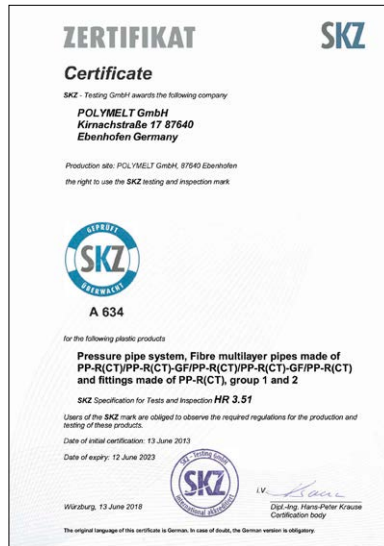 ZERTIFIKAT
SKZ
Certificate
SKZ - Testing GmbH awards the following company
POLYMELT GmbH
Kirnachstraße 17 87640
Ebenhofen Germany
Production site: POLYMELT GmbH, 87640 Ebenhofen
the right to use the SKZ testing and inspection mark
GEPRÜFT
SKZ
ÜBERWACHT
A 634
for the following plastic products
Pressure pipe system, Fibre multilayer pipes made of
PP-R(CT)/PP-R(CT)-GF/PP-R(CT)/PP-R(CT)-GF/PP-R(CT)
and fittings made of PP-R(CT), group 1 and 2
SKZ Specification for Tests and Inspection HR 3.51
Users of the SKZ mark are obliged to observe the required regulations for the production and
testing of these products.
Date of initial certification: 13 June 2013
Date of expiry: 12 June 2023
SKZ - Testing GmbH
SKZ
international akkreditiert
i.V.
Würzburg, 13 June 2018
Dipl.-Ing. Hans-Peter Krause
Certification body
The original language of this certificate is German. In case of doubt, the German version is obligatory.